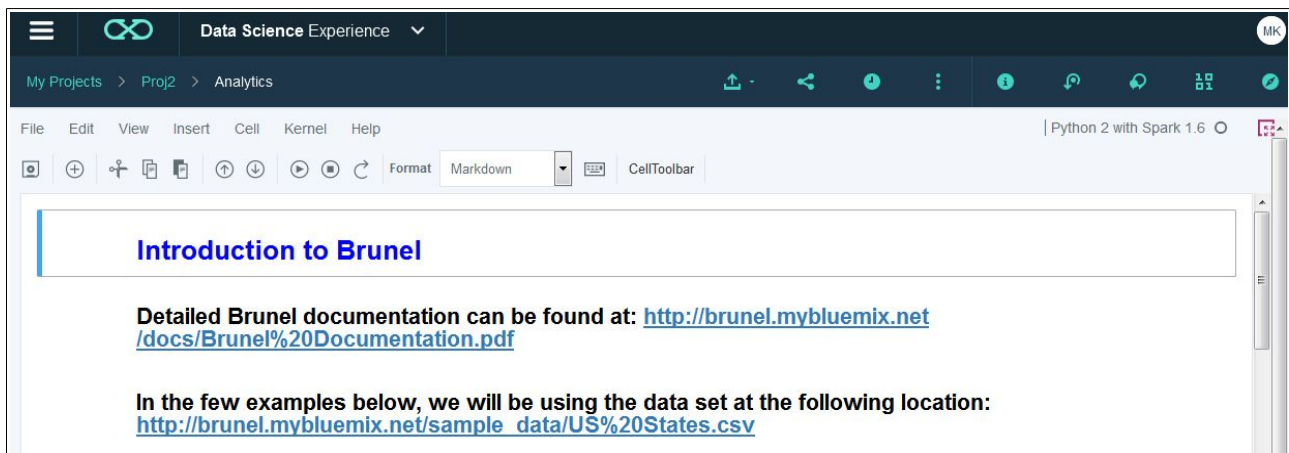 Data Science Experience
MK
My Projects > Proj2 > Analytics
File Edit View Insert Cell Kernel Help
Python 2 with Spark 1.6
Format Markdown CellToolbar
Introduction to Brunel
Detailed Brunel documentation can be found at: http://brunel.mybluemix.net
/docs/Brunel%20Documentation.pdf
In the few examples below, we will be using the data set at the following location:
http://brunel.mybluemix.net/sample_data/US%20States.csv